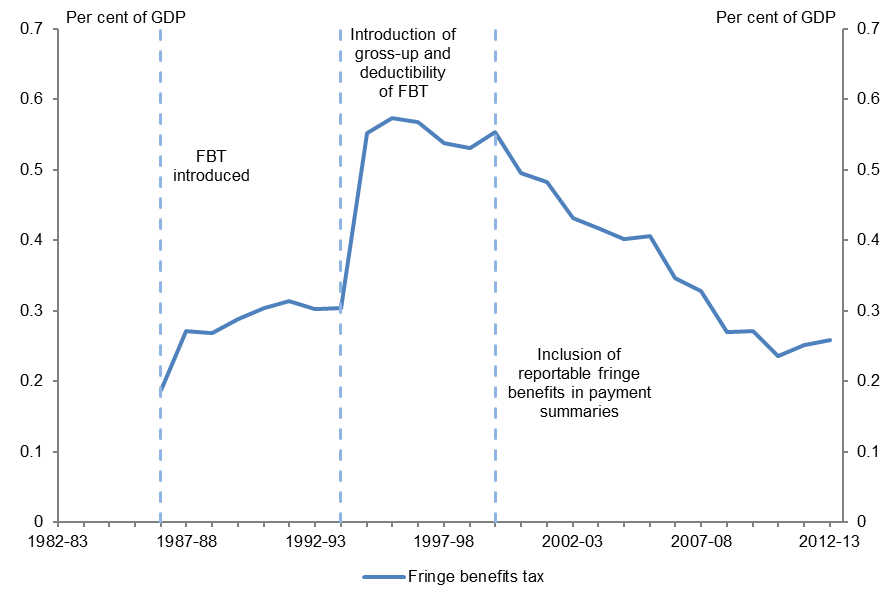 Per cent of GDP
Per cent of GDP
0.7
0.7
Introduction of
gross-up and
deductibility
of FBT
0.6
0.6
FBT
introduced
0.5
0.5
0.4
0.4
0.3
0.3
Inclusion of
reportable fringe
benefits in payment
summaries
0.2
0.2
0.1
0.1
0
0
1982-83
1987-88
1992-93
1997-98
2002-03
2007-08
2012-13
Fringe benefits tax